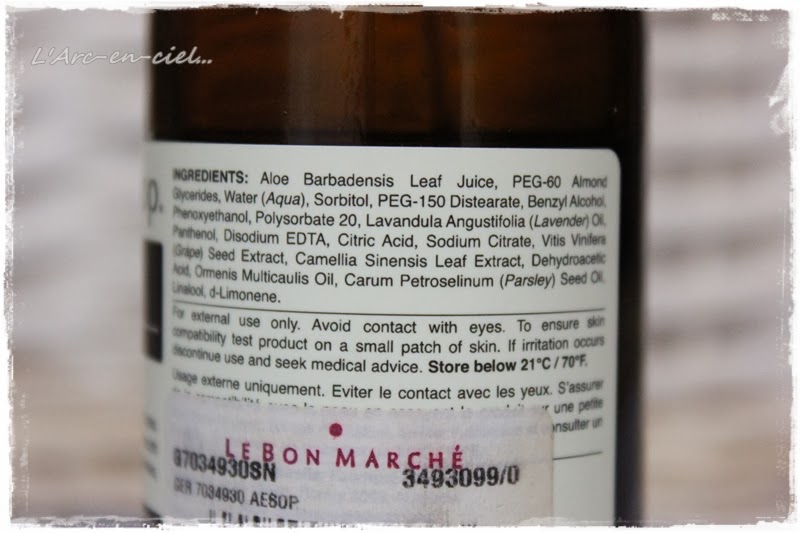 L'Arc-en-ciel...
p.
INGREDIENTS: Aloe Barbadensis Leaf Juice, PEG-60 Almond
Glycerides, Water (Aqua), Sorbitol, PEG-150 Distearate, Benzyl Alcohol,
Phenoxyethanol, Polysorbate 20, Lavandula Angustifolia (Lavender) Oil,
Panthenol, Disodium EDTA, Citric Acid, Sodium Citrate, Vitis Vinifera
(Grape) Seed Extract, Camellia Sinensis Leaf Extract, Dehydroacetic
Acid, Ormenis Multicaulis Oil, Carum Petroselinum (Parsley) Seed Oil,
Linalool, d-Limonene.
For external use only. Avoid contact with eyes. To ensure skin
compatibility test product on a small patch of skin. If irritation occurs
discontinue use and seek medical advice. Store below 21°C / 70°F.
Usage externe uniquement. Eviter le contact avec les yeux. S'assurer
une petite
consulter un
LE BON MARCHÉ
87034930SN 3493099/0
GER 7034930 AESOP